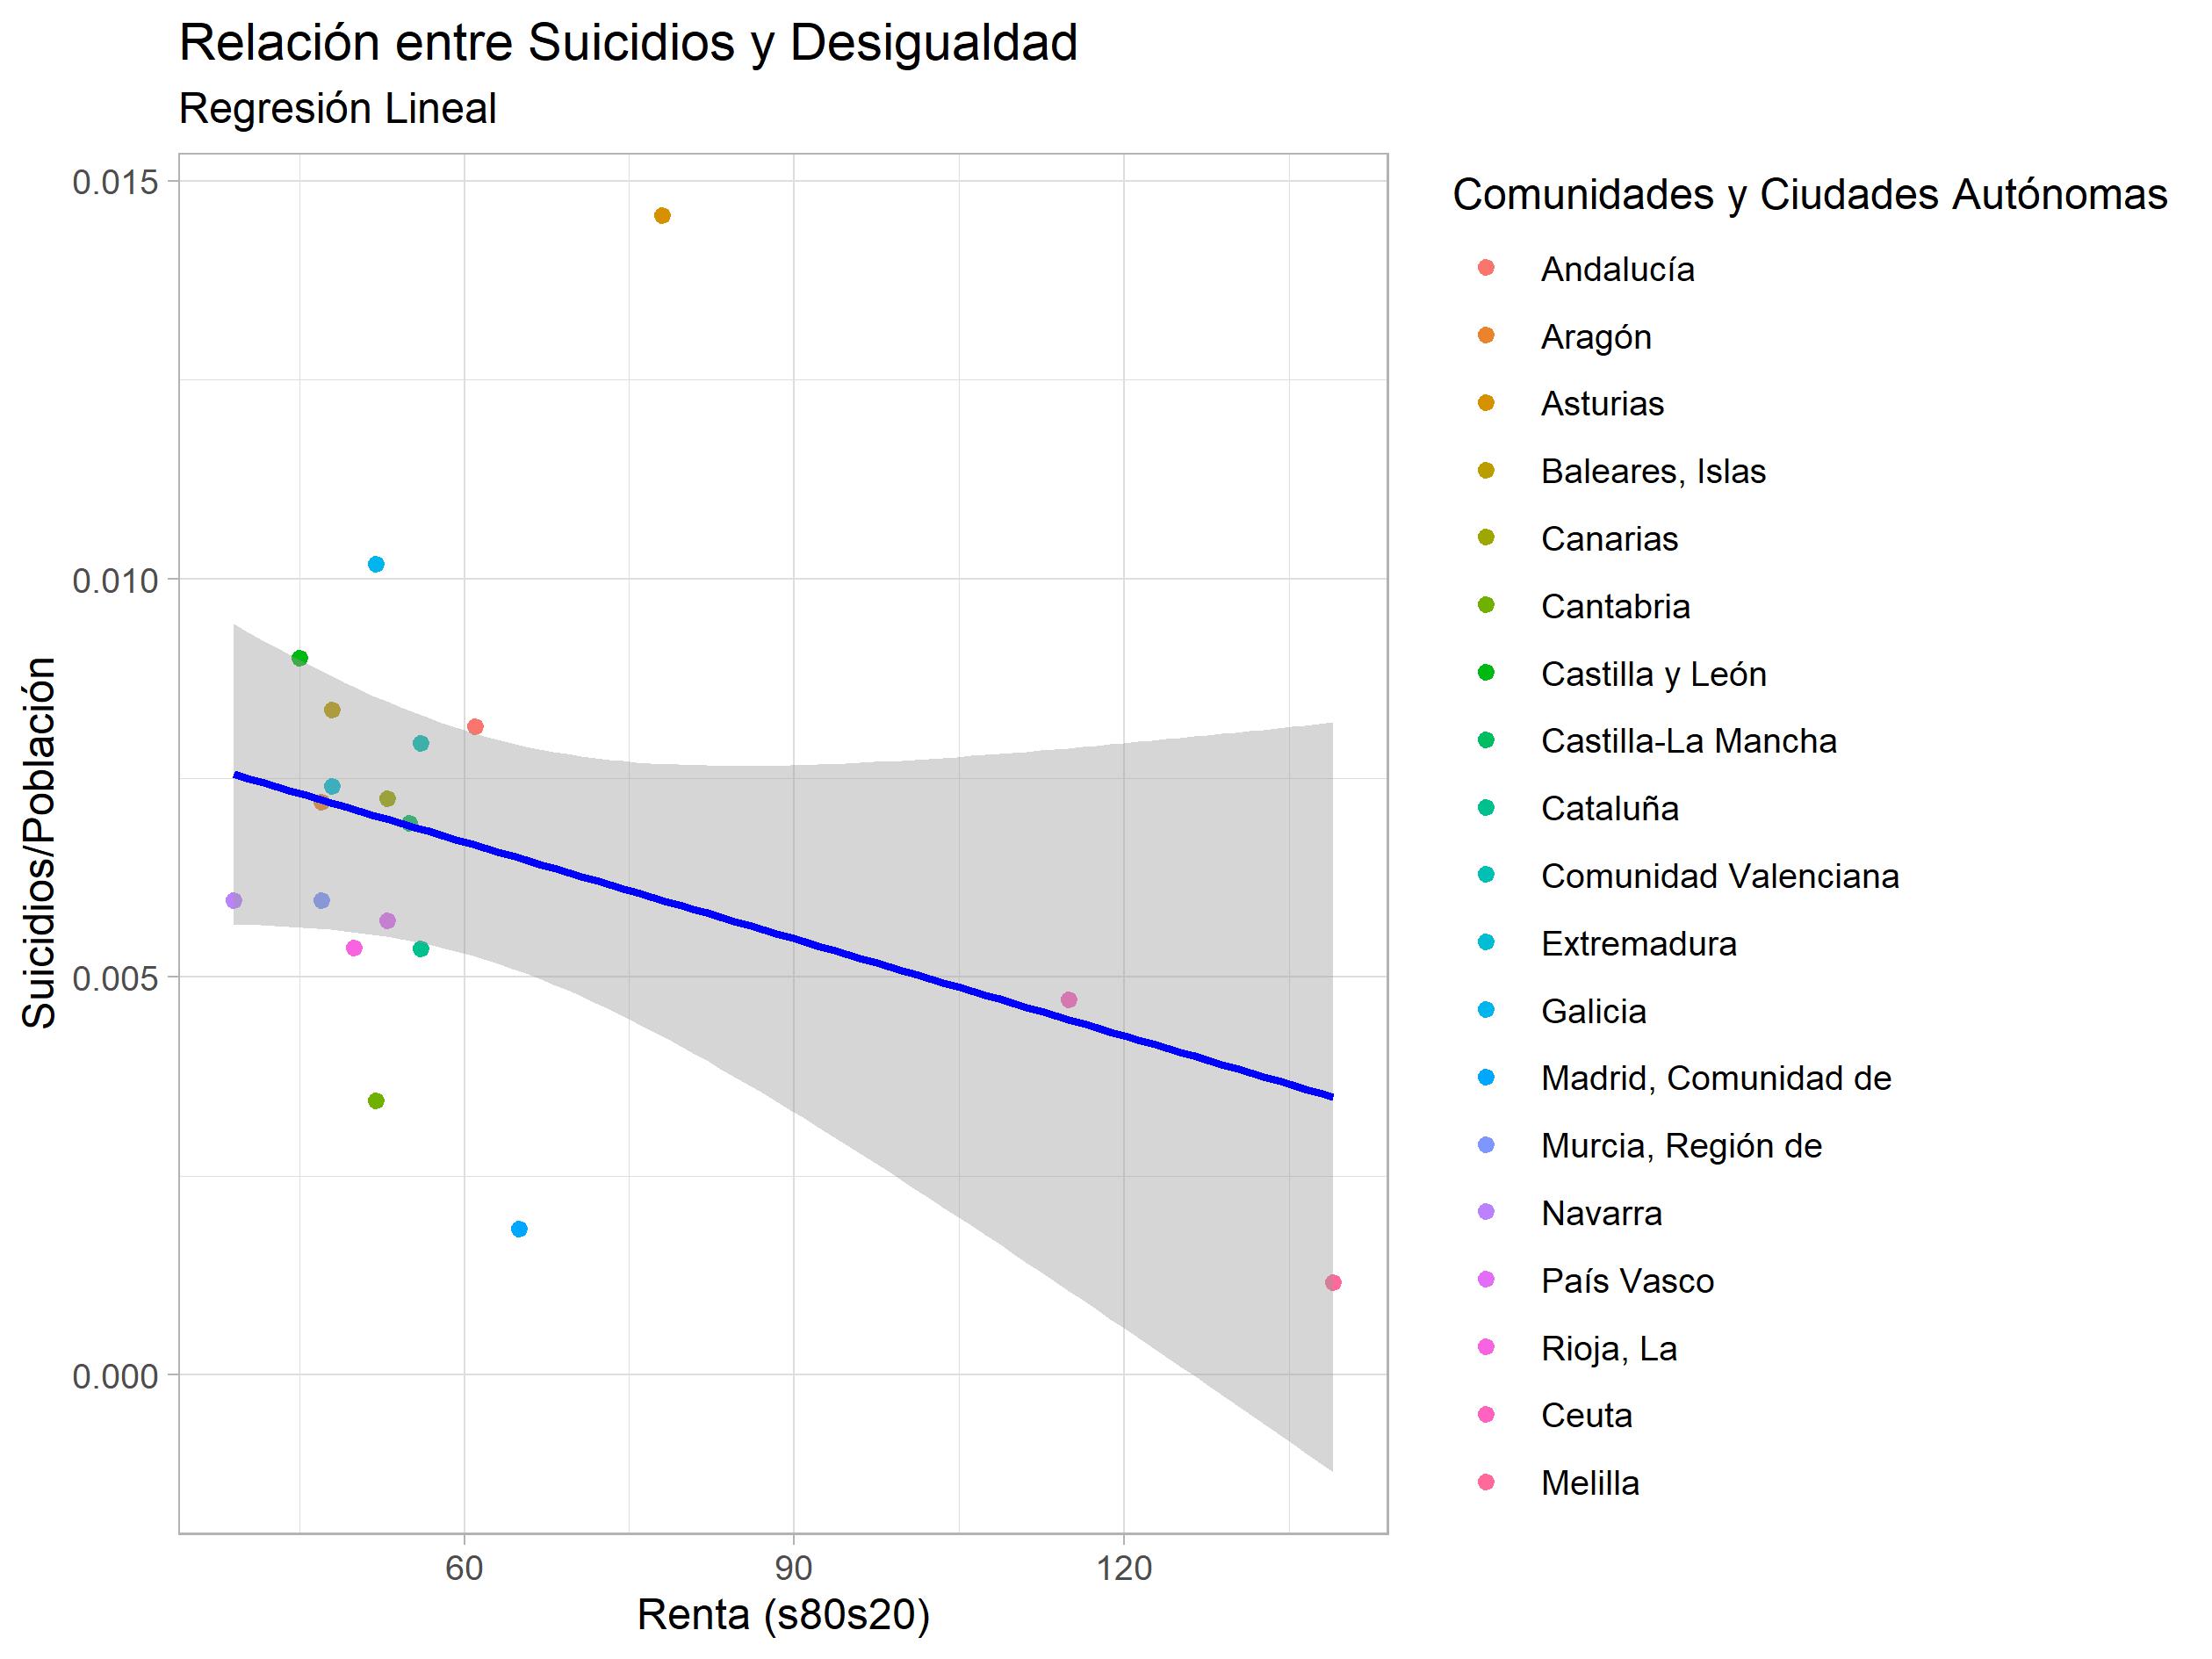 Relación entre Suicidios y Desigualdad
Regresión Lineal
Suicidios/Población
0.015
0.010
0.005
0.000
60
90
120
Renta (s80s20)
Comunidades y Ciudades Autónomas
Andalucía
Aragón
Asturias
Baleares, Islas
Canarias
Cantabria
Castilla y León
Castilla-La Mancha
Cataluña
Comunidad Valenciana
Extremadura
Galicia
Madrid, Comunidad de
Murcia, Región de
Navarra
País Vasco
Rioja, La
Ceuta
Melilla